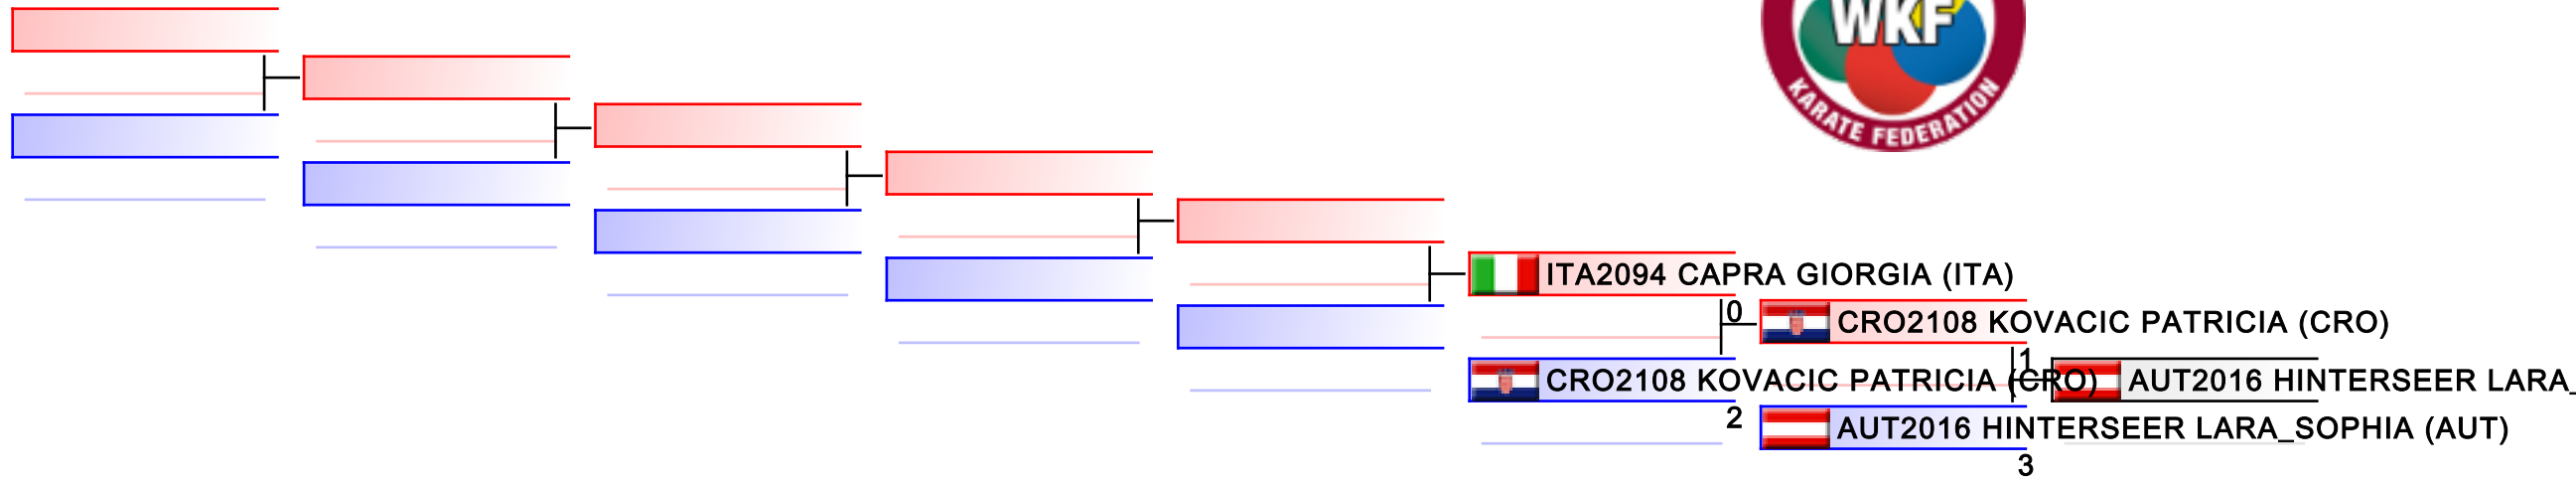 WKF
KARATE FEDERATION
ITA2094 CAPRA GIORGIA (ITA)
0
CRO2108 KOVACIC PATRICIA (CRO)
1
CRO2108 KOVACIC PATRICIA (CRO)
AUT2016 HINTERSEER LARA_
2
AUT2016 HINTERSEER LARA_SOPHIA (AUT)
3